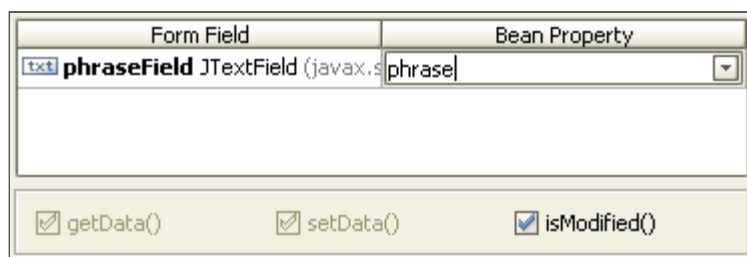 Form Field Bean Property
txt phraseField JTextField (javax.s phrase
getData() setData() isModified()